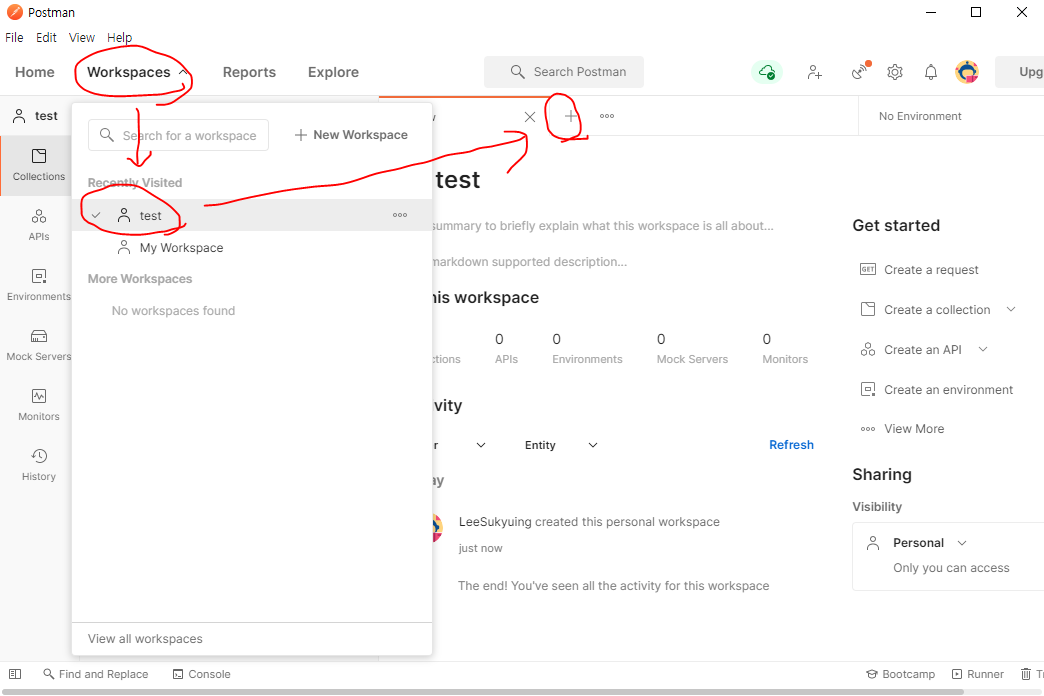 Postman
File Edit View Help
Home Workspaces Reports Explore Search Postman Upg
test
Search for a workspace New Workspace
No Environment
Collections
APIs
Environments
Mock Servers
Monitors
History
Recently Visited
test
My Workspace
More Workspaces
No workspaces found
View all workspaces
test
summary to briefly explain what this workspace is all about...
markdown supported description...
his workspace
0 0 0 0
ctions APIs Environments Mock Servers Monitors
ivity
r Entity Refresh
ay
LeeSukyuing created this personal workspace
just now
The end! You've seen all the activity for this workspace
Get started
GET Create a request
Create a collection
Create an API
Create an environment
View More
Sharing
Visibility
Personal
Only you can access
Find and Replace Console Bootcamp Runner Tr